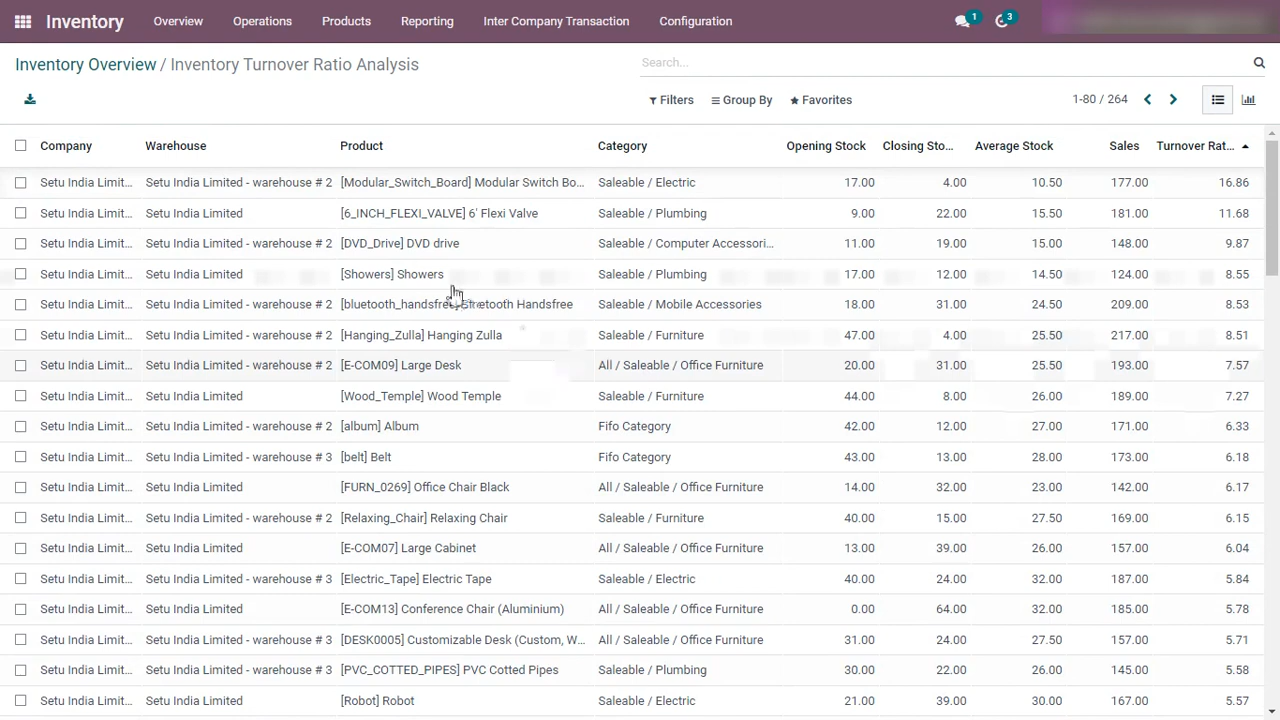 Inventory Overview Operations Products Reporting Inter Company Transaction Configuration 1 3
Inventory Overview / Inventory Turnover Ratio Analysis Search...
Filters Group By Favorites 1-80 / 264
Company Warehouse Product Category Opening Stock Closing Sto... Average Stock Sales Turnover Rat...
Setu India Limit... Setu India Limited - warehouse # 2 [Modular_Switch_Board] Modular Switch Bo... Saleable / Electric 17.00 4.00 10.50 177.00 16.86
Setu India Limit... Setu India Limited [6_INCH_FLEXI_VALVE] 6' Flexi Valve Saleable / Plumbing 9.00 22.00 15.50 181.00 11.68
Setu India Limit... Setu India Limited - warehouse # 2 [DVD_Drive] DVD drive Saleable / Computer Accessori... 11.00 19.00 15.00 148.00 9.87
Setu India Limit... Setu India Limited [Showers] Showers Saleable / Plumbing 17.00 12.00 14.50 124.00 8.55
Setu India Limit... Setu India Limited - warehouse # 2 Handsfree Saleable / Mobile Accessories 18.00 31.00 24.50 209.00 8.53
Setu India Limit... Setu India Limited - warehouse # 2 [Hanging_Zulla] Hanging Zulla Saleable / Furniture 47.00 4.00 25.50 217.00 8.51
Setu India Limit... Setu India Limited - warehouse # 2 [E-COM09] Large Desk All / Saleable / Office Furniture 20.00 31.00 25.50 193.00 7.57
Setu India Limit... Setu India Limited [Wood_Temple] Wood Temple Saleable / Furniture 44.00 8.00 26.00 189.00 7.27
Setu India Limit... Setu India Limited - warehouse # 2 [album] Album Fifo Category 42.00 12.00 27.00 171.00 6.33
Setu India Limit... Setu India Limited - warehouse # 3 [belt] Belt Fifo Category 43.00 13.00 28.00 173.00 6.18
Setu India Limit... Setu India Limited [FURN_0269] Office Chair Black All / Saleable / Office Furniture 14.00 32.00 23.00 142.00 6.17
Setu India Limit... Setu India Limited - warehouse # 2 [Relaxing_Chair] Relaxing Chair Saleable / Furniture 40.00 15.00 27.50 169.00 6.15
Setu India Limit... Setu India Limited [E-COM07] Large Cabinet All / Saleable / Office Furniture 13.00 39.00 26.00 157.00 6.04
Setu India Limit... Setu India Limited - warehouse # 3 [Electric_Tape] Electric Tape Saleable / Electric 40.00 24.00 32.00 187.00 5.84
Setu India Limit... Setu India Limited [E-COM13] Conference Chair (Aluminium) All / Saleable / Office Furniture 0.00 64.00 32.00 185.00 5.78
Setu India Limit... Setu India Limited - warehouse # 3 [DESK0005] Customizable Desk (Custom, W... All / Saleable / Office Furniture 31.00 24.00 27.50 157.00 5.71
Setu India Limit... Setu India Limited - warehouse # 3 [PVC_COTTED_PIPES] PVC Cotted Pipes Saleable / Plumbing 30.00 22.00 26.00 145.00 5.58
Setu India Limit... Setu India Limited [Robot] Robot Saleable / Electric 21.00 39.00 30.00 167.00 5.57